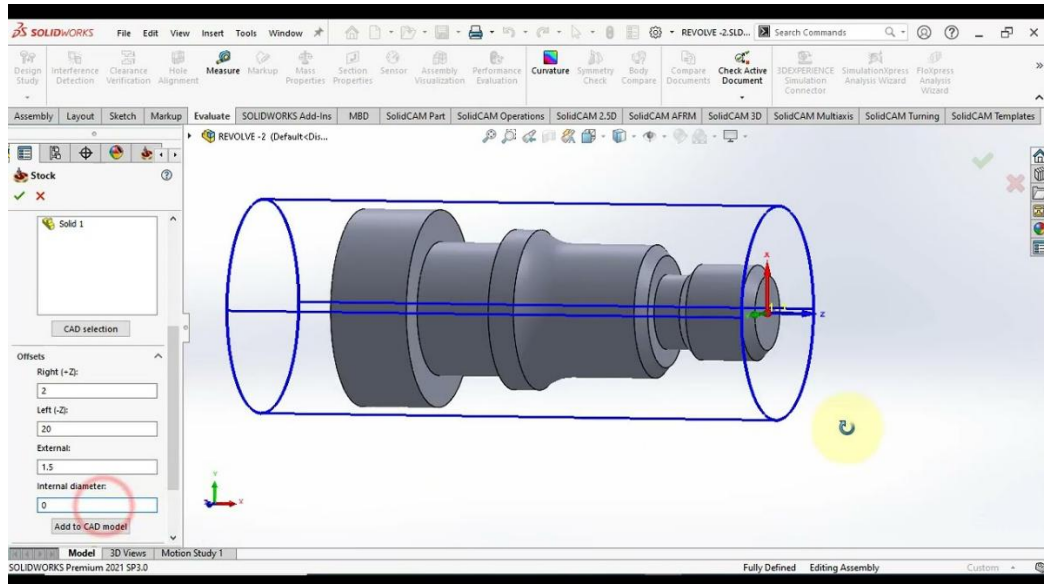 SOLIDWORKS File Edit View Insert Tools Window REVOLVE -2.SLD... Search Commands
Design Study Interference Detection Clearance Verification Hole Alignment Measure Markup Mass Properties Section Properties Sensor Assembly Visualization Performance Evaluation Curvature Symmetry Check Body Compare Compare Documents Check Active Document 3DEXPERIENCE Simulation Connector SimulationXpress Analysis Wizard FloXpress Analysis Wizard
Assembly Layout Sketch Markup Evaluate SOLIDWORKS Add-Ins MBD SolidCAM Part SolidCAM Operations SolidCAM 2.5D SolidCAM AFRM SolidCAM 3D SolidCAM Multiaxis SolidCAM Turning SolidCAM Templates
REVOLVE -2 (Default<Dis...
Stock
Solid 1
CAD selection
Offsets
Right (+Z):
2
Left (-Z):
20
External:
1.5
Internal diameter:
0
Add to CAD model
X
Z
Y
X
Model 3D Views Motion Study 1
SOLIDWORKS Premium 2021 SP3.0 Fully Defined Editing Assembly Custom